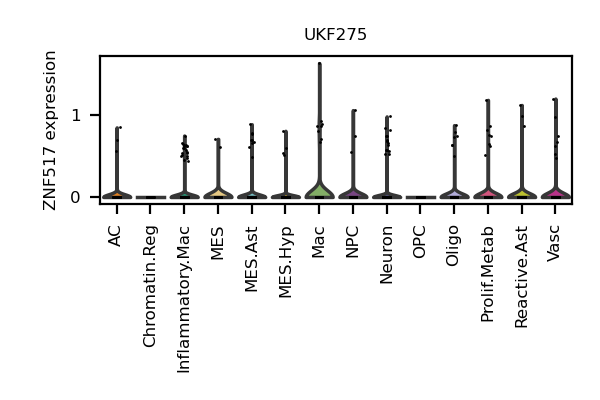 UKF275
ZNF517 expression
1
0
AC
Chromatin.Reg
Inflammatory.Mac
MES
MES.Ast
MES.Hyp
Mac
NPC
Neuron
OPC
Oligo
Prolif.Metab
Reactive.Ast
Vasc